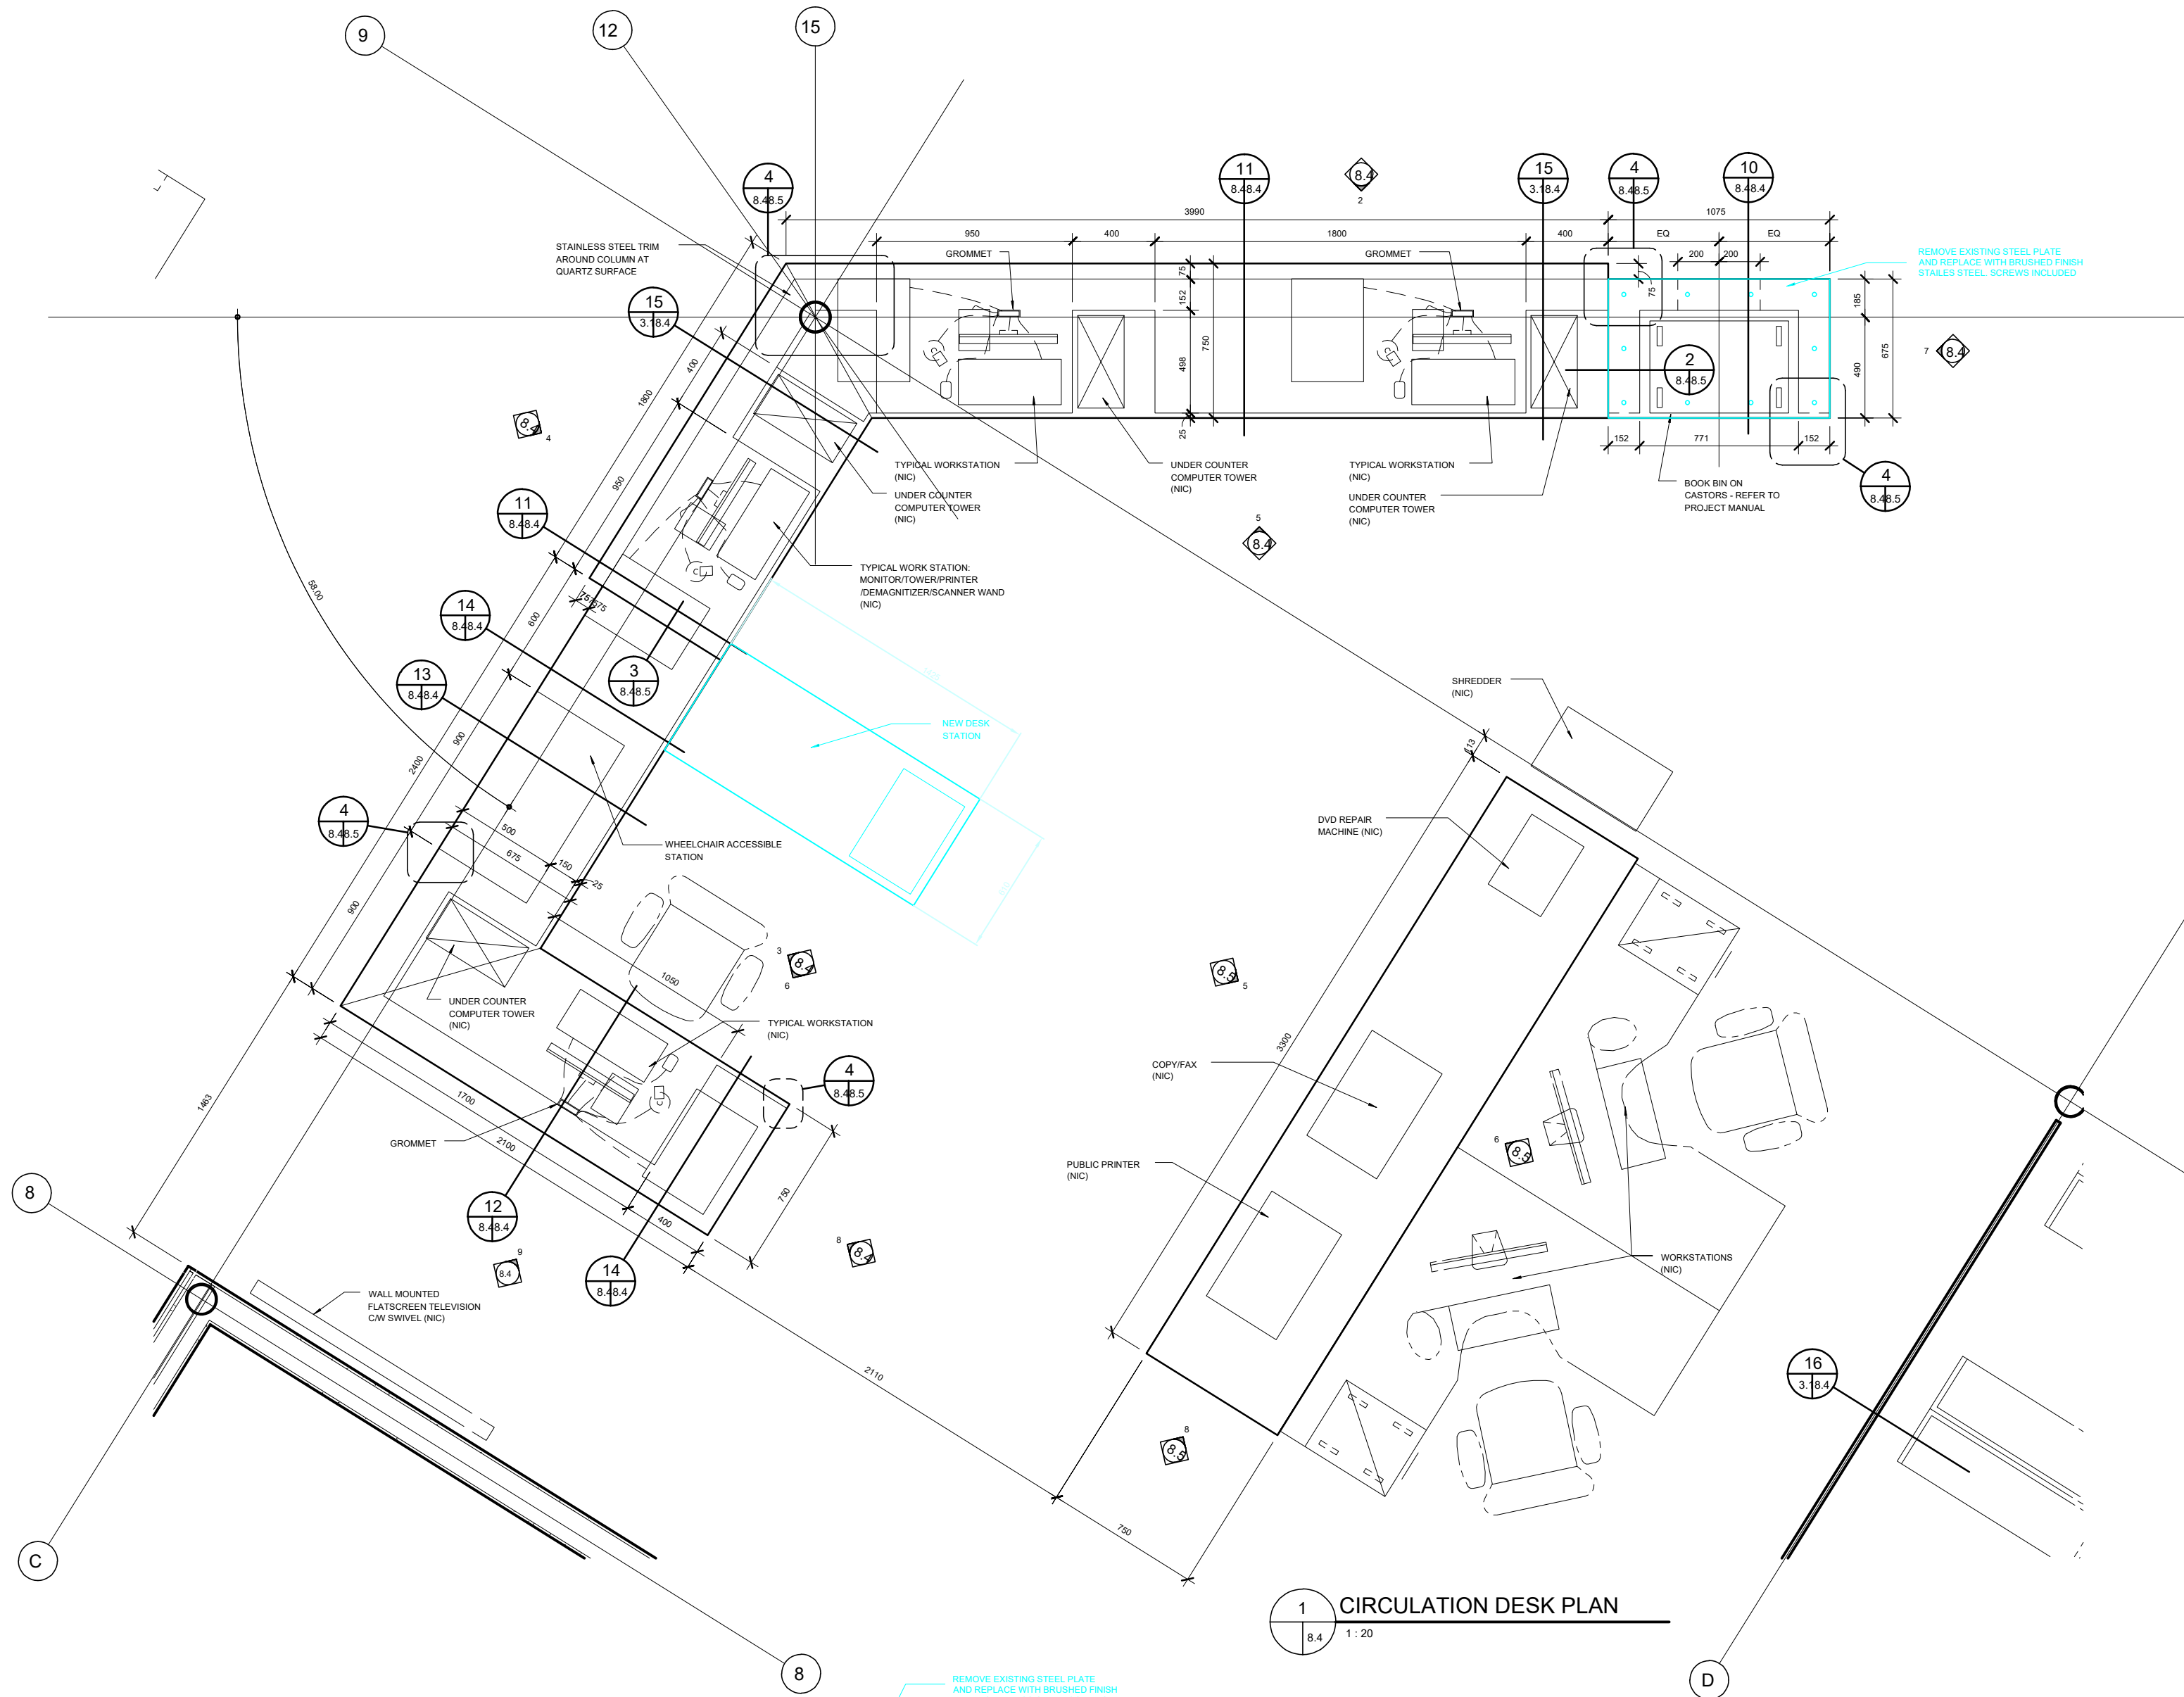 9
12
15
4
8.48.5
11
8.48.4
8.4
2
15
3.18.4
4
8.48.5
10
8.48.4
3990
1075
950
400
1800
400
EQ
EQ
200
200
STAINLESS STEEL TRIM
AROUND COLUMN AT
QUARTZ SURFACE
GROMMET
GROMMET
REMOVE EXISTING STEEL PLATE
AND REPLACE WITH BRUSHED FINISH
STAILES STEEL. SCREWS INCLUDED
75
152
498
750
25
75
185
490
675
15
3.18.4
7
8.4
2
8.48.5
152
771
152
400
1800
950
8.4
4
TYPICAL WORKSTATION
(NIC)
UNDER COUNTER
COMPUTER TOWER
(NIC)
UNDER COUNTER
COMPUTER TOWER
(NIC)
TYPICAL WORKSTATION
(NIC)
UNDER COUNTER
COMPUTER TOWER
(NIC)
BOOK BIN ON
CASTORS - REFER TO
PROJECT MANUAL
4
8.48.5
11
8.48.4
5
8.4
TYPICAL WORK STATION:
MONITOR/TOWER/PRINTER
/DEMAGNITIZER/SCANNER WAND
(NIC)
58.00
14
8.48.4
600
13
8.48.4
3
8.48.5
SHREDDER
(NIC)
NEW DESK
STATION
113
900
2400
4
8.48.5
500
675
150
25
WHEELCHAIR ACCESSIBLE
STATION
DVD REPAIR
MACHINE (NIC)
900
3
8.4
6
8.5
5
1050
UNDER COUNTER
COMPUTER TOWER
(NIC)
TYPICAL WORKSTATION
(NIC)
3300
COPY/FAX
(NIC)
4
8.48.5
1463
1700
2100
GROMMET
6
8.5
PUBLIC PRINTER
(NIC)
8
750
12
8.48.4
400
8
8.4
9
8.4
14
8.48.4
WORKSTATIONS
(NIC)
WALL MOUNTED
FLATSCREEN TELEVISION
C/W SWIVEL (NIC)
2110
16
3.18.4
8
8.5
750
C
1
8.4
CIRCULATION DESK PLAN
1 : 20
8
D
REMOVE EXISTING STEEL PLATE
AND REPLACE WITH BRUSHED FINISH